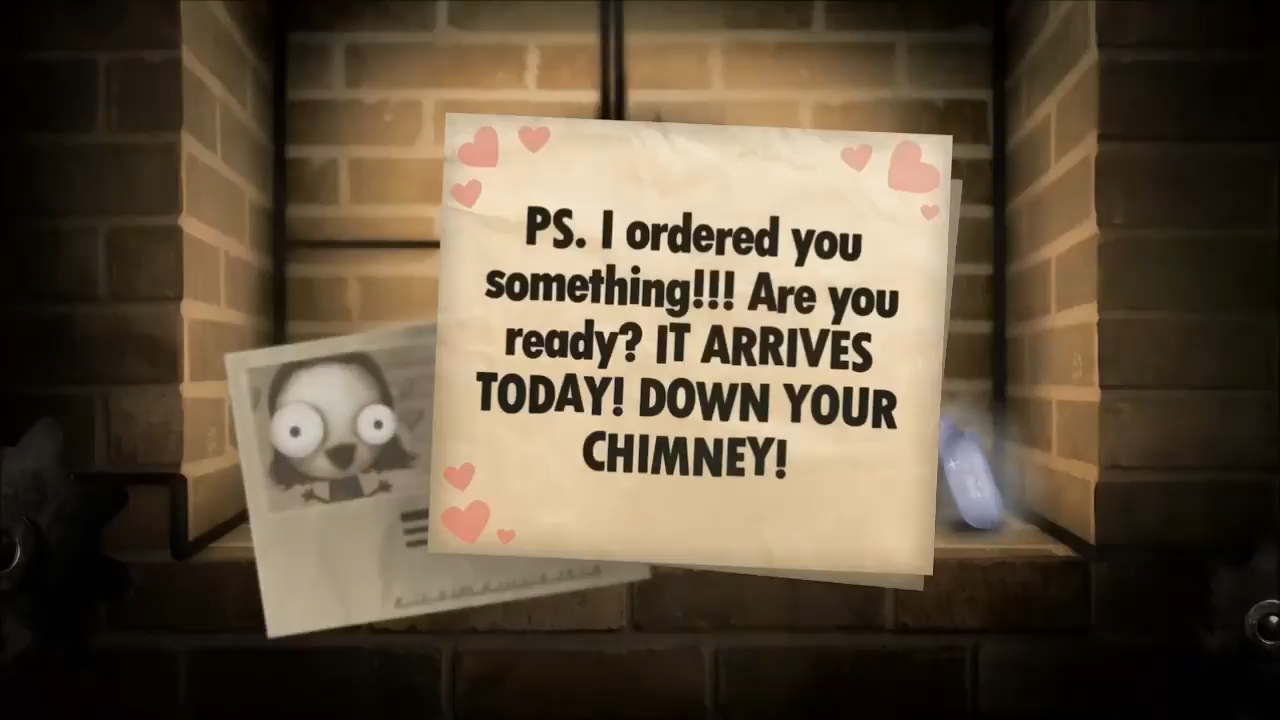 PS. I ordered you
something!!! Are you
ready? IT ARRIVES
TODAY! DOWN YOUR
CHIMNEY!